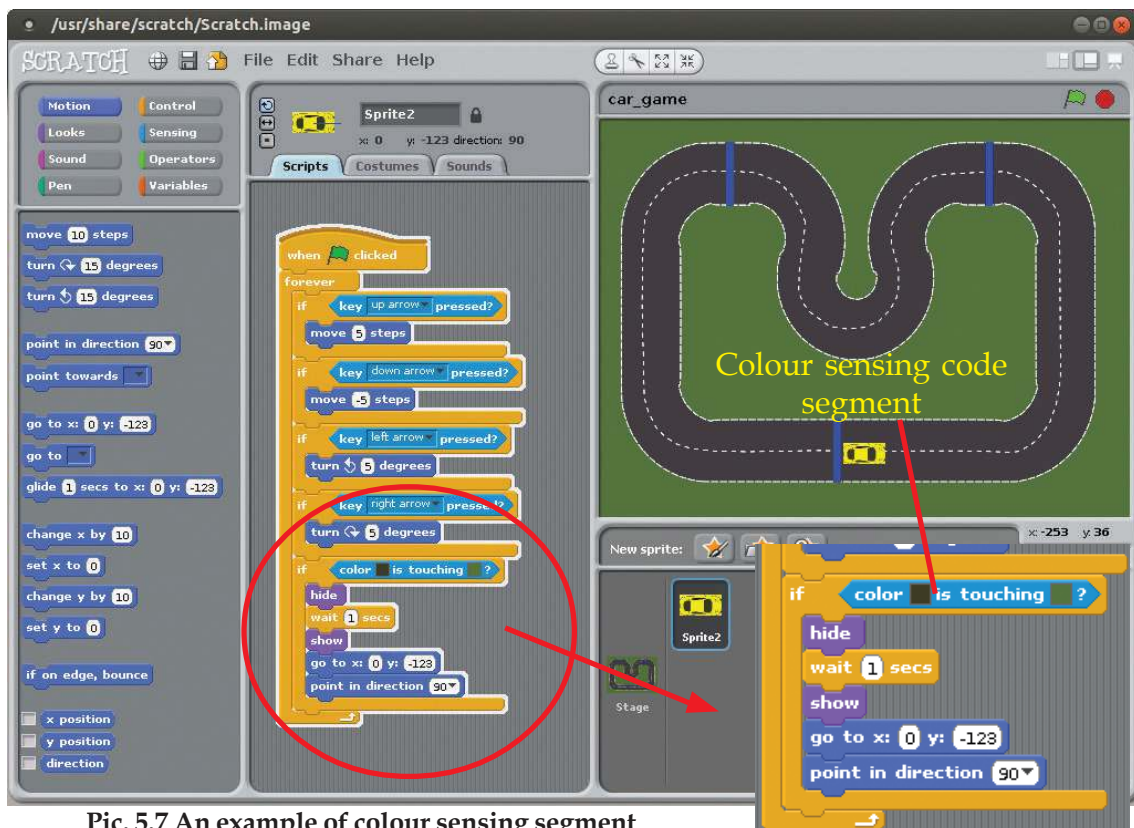 /usr/share/scratch/Scratch.image
SCRATCH File Edit Share Help
Motion Control
Looks Sensing
Sound Operators
Pen Variables
move 10 steps
turn 15 degrees
turn 15 degrees
point in direction 90
point towards
go to x: 0 y: -123
go to
glide 1 secs to x: 0 y: -123
change x by 10
set x to 0
change y by 10
set y to 0
if on edge, bounce
x position
y position
direction
Sprite2
x: 0 y: -123 direction: 90
Scripts Costumes Sounds
when clicked
forever
if key up arrow pressed?
move 5 steps
if key down arrow pressed?
move -5 steps
if key left arrow pressed?
turn 5 degrees
if key right arrow pressed?
turn 5 degrees
if color is touching ?
hide
wait 1 secs
show
go to x: 0 y: -123
point in direction 90
car_game
Colour sensing code
segment
x: -253 y: 36
New sprite:
Sprite2
Stage
if color is touching ?
hide
wait 1 secs
show
go to x: 0 y: -123
point in direction 90
Pic. 5.7 An example of colour sensing segment